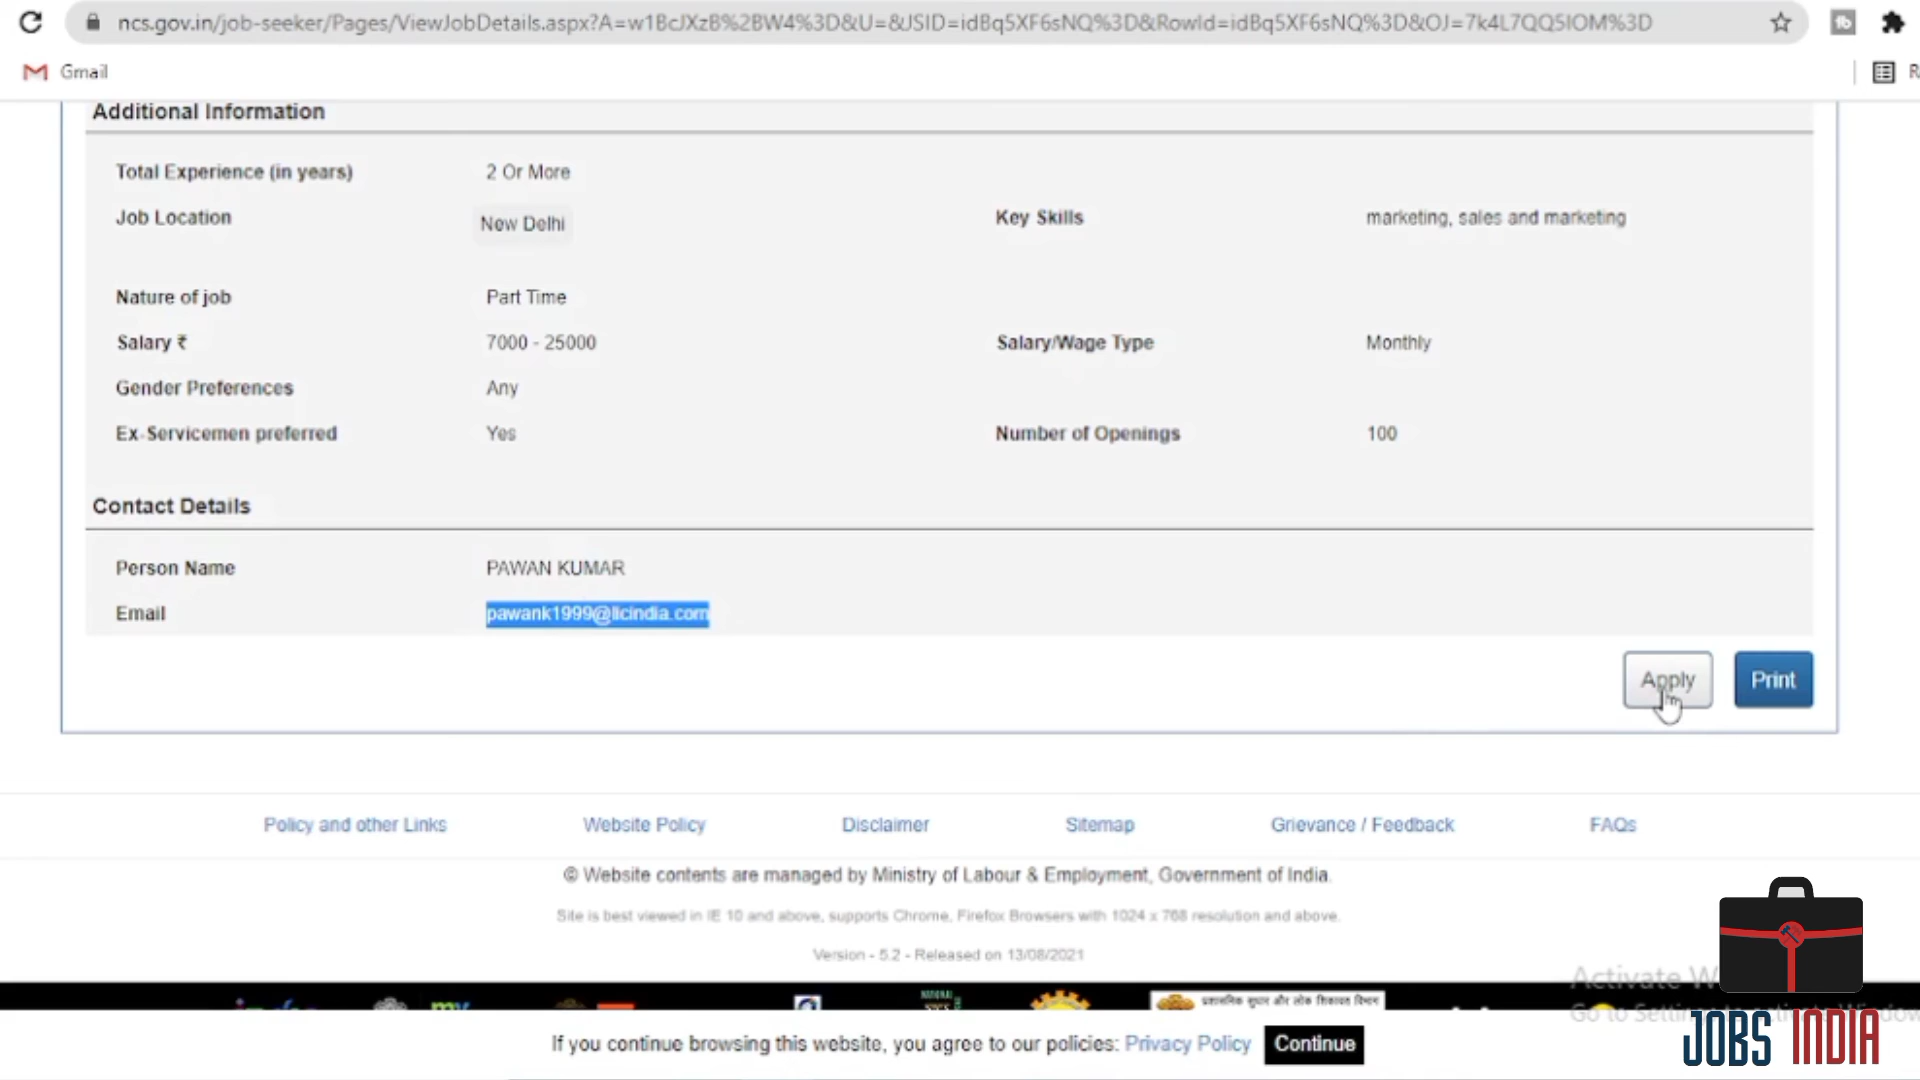 ncs.gov.in/job-seeker/Pages/ViewJobDetails.aspx?A=w1BcJXzB%2BW4%3D&U=&JSID=idBq5XF6sNQ%3D&RowId=idBq5XF6sNQ%3D&OJ=7k4L7QQ5IOM%3D
Gmail
Additional Information
Total Experience (in years) 2 Or More
Job Location New Delhi Key Skills marketing, sales and marketing
Nature of job Part Time
Salary ₹ 7000 - 25000 Salary/Wage Type Monthly
Gender Preferences Any
Ex-Servicemen preferred Yes Number of Openings 100
Contact Details
Person Name PAWAN KUMAR
Email pawank1999@licindia.com
Apply Print
Policy and other Links Website Policy Disclaimer Sitemap Grievance / Feedback FAQs
© Website contents are managed by Ministry of Labour & Employment, Government of India.
Site is best viewed in IE 10 and above, supports Chrome, Firefox Browsers with 1024 x 768 resolution and above.
Version - 5.2 - Released on 13/08/2021
Activate
प्रशासनिक सुधार और लोक शिकायत विभाग
Go to
If you continue browsing this website, you agree to our policies: Privacy Policy Continue
JOBS INDIA